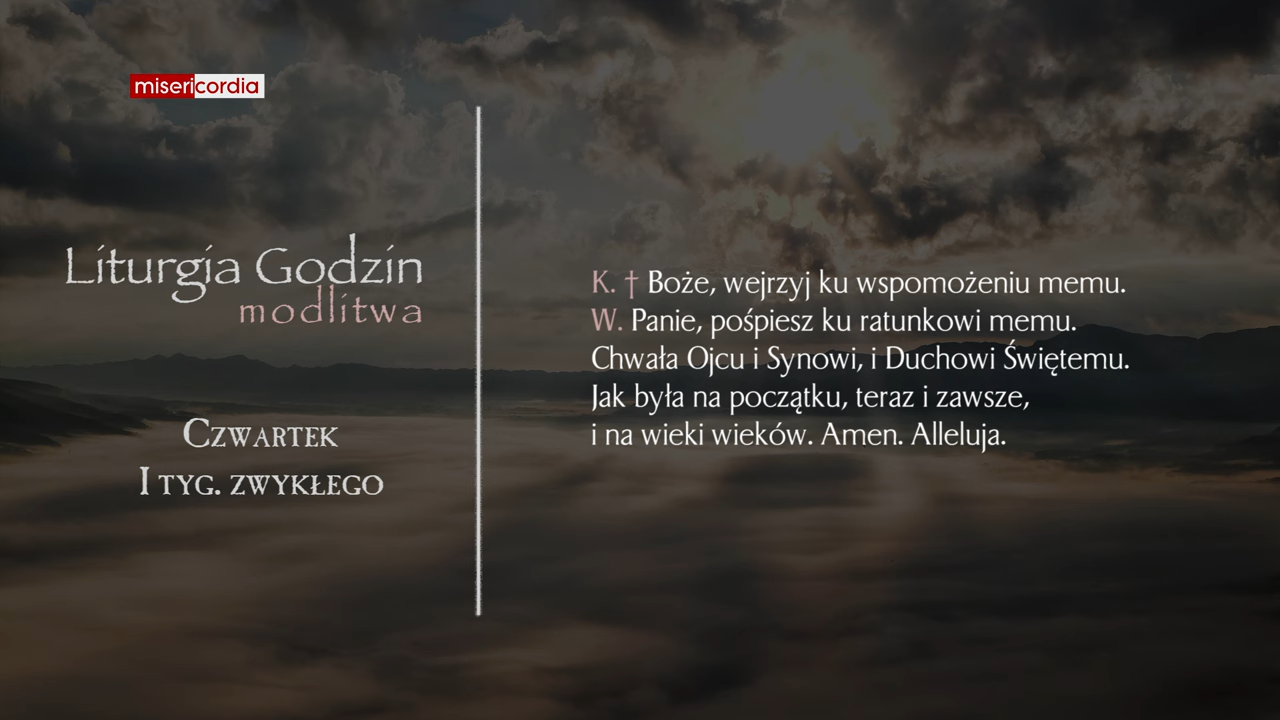 misericordia
Liturgia Godzin
modlitwa
Czwartek
I tyg. zwykłego
K. † Boże, wejrzyj ku wspomożeniu memu.
W. Panie, pośpiesz ku ratunkowi memu.
Chwała Ojcu i Synowi, i Duchowi Świętemu.
Jak była na początku, teraz i zawsze,
i na wieki wieków. Amen. Alleluja.